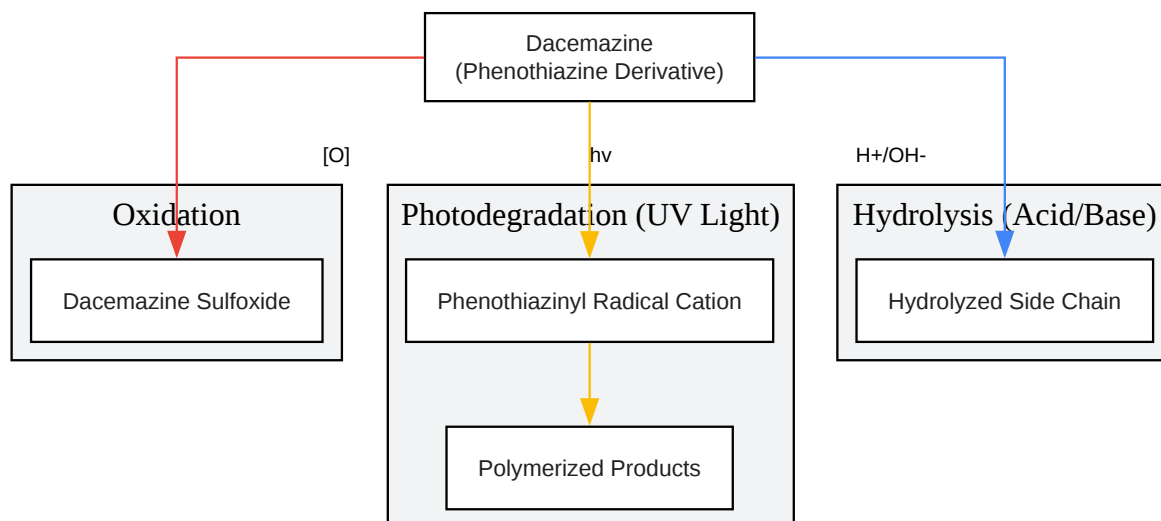 Dacemazine
(Phenothiazine Derivative)
[O]
hv
H+/OH-
Oxidation
Photodegradation (UV Light)
Hydrolysis (Acid/Base)
Dacemazine Sulfoxide
Phenothiazinyl Radical Cation
Hydrolyzed Side Chain
Polymerized Products